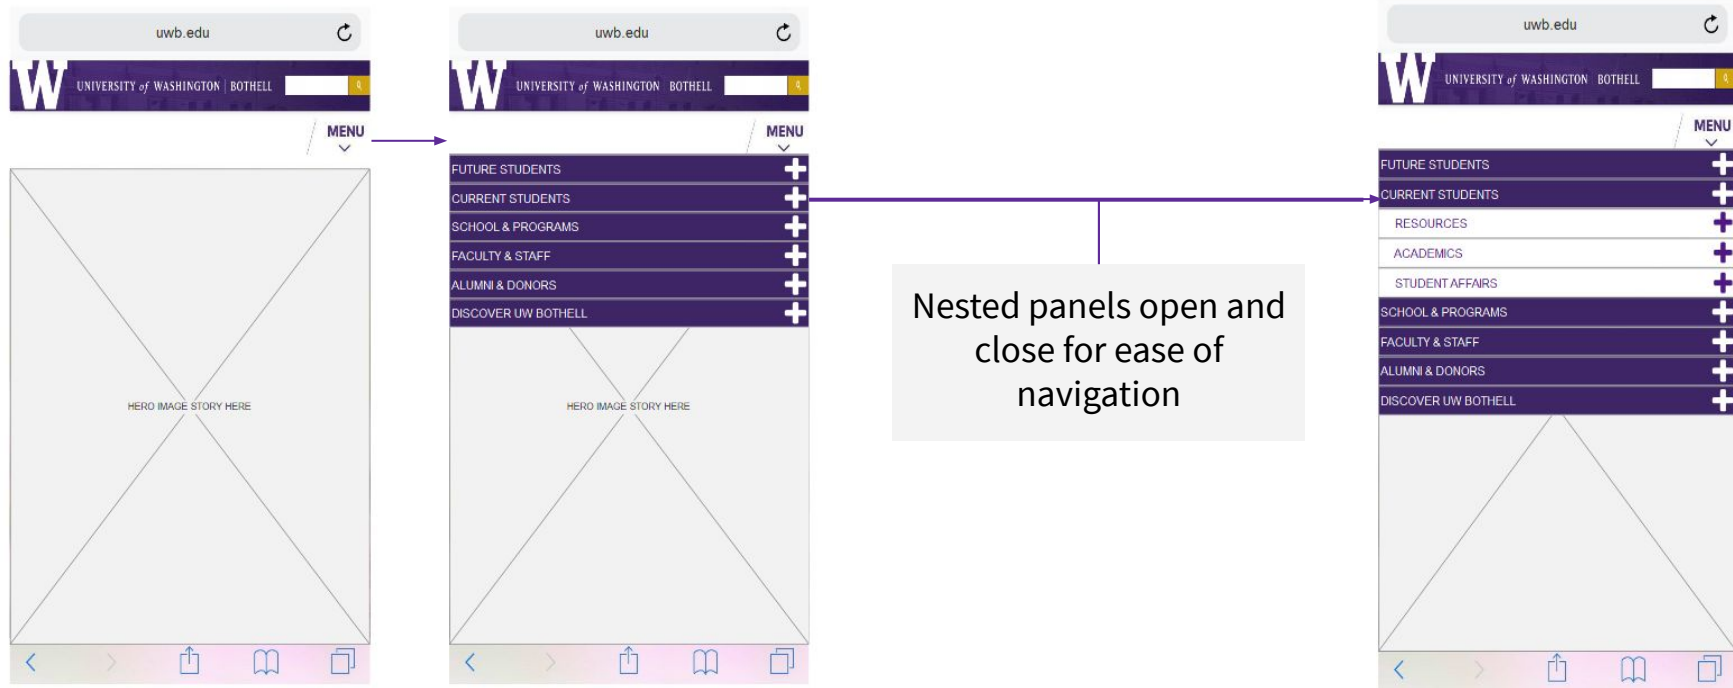 uwb.edu
W UNIVERSITY of WASHINGTON | BOTHELL
MENU
HERO IMAGE STORY HERE
uwb.edu
W UNIVERSITY of WASHINGTON BOTHELL
MENU
FUTURE STUDENTS
CURRENT STUDENTS
SCHOOL & PROGRAMS
FACULTY & STAFF
ALUMNI & DONORS
DISCOVER UW BOTHELL
HERO IMAGE STORY HERE
Nested panels open and
close for ease of
navigation
uwb.edu
W UNIVERSITY of WASHINGTON BOTHELL
MENU
FUTURE STUDENTS
CURRENT STUDENTS
RESOURCES
ACADEMICS
STUDENT AFFAIRS
SCHOOL & PROGRAMS
FACULTY & STAFF
ALUMNI & DONORS
DISCOVER UW BOTHELL